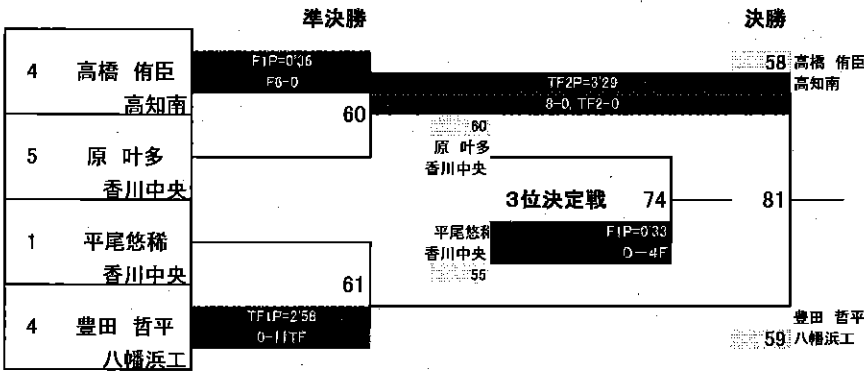 準決勝
決勝
4
高橋 侑臣
高知南
F1P=0'36
F6-0
60
5
原 叶多
香川中央
TF2P=3'29
8-0, TF2-0
58
高橋 侑臣
高知南
60
原 叶多
香川中央
3位決定戦
74
81
1
平尾悠稀
香川中央
61
平尾悠稀
香川中央
55
F1P=0'33
0-4F
4
豊田 哲平
八幡浜工
TF1P=2'58
0-11TF
59
豊田 哲平
八幡浜工